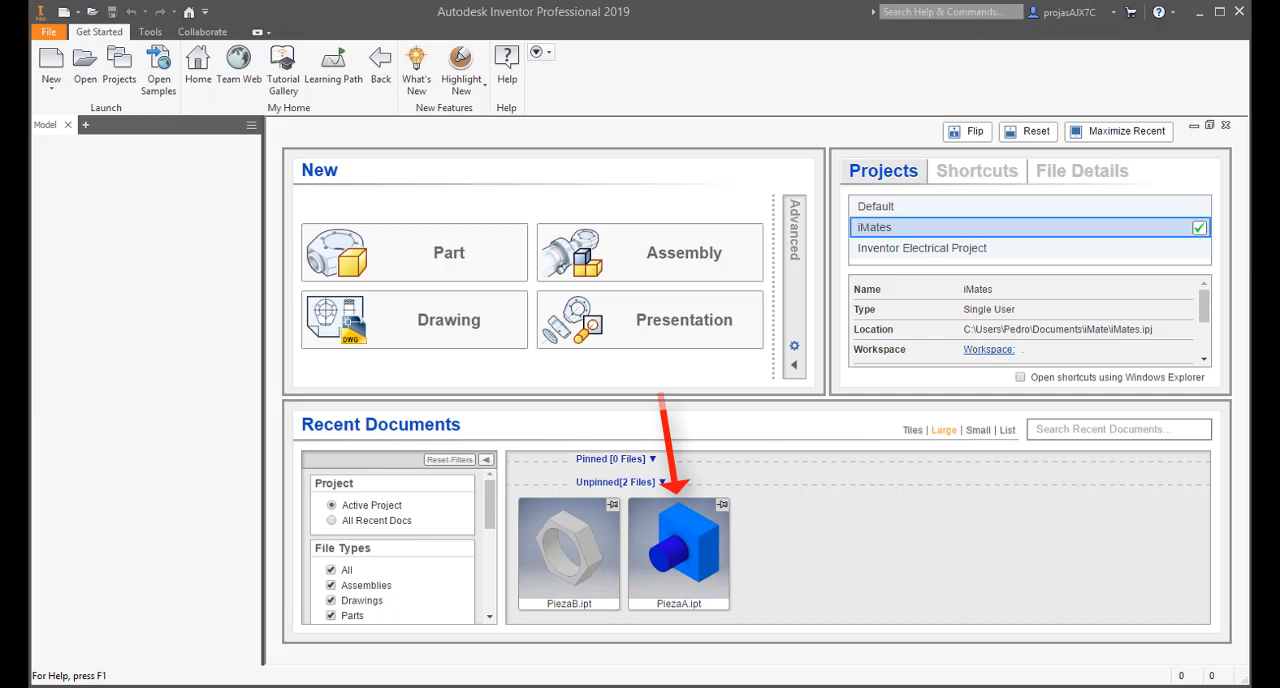 Autodesk Inventor Professional 2019
Search Help & Commands...
projasAJX7C
File
Get Started
Tools
Collaborate
New
Open
Projects
Open Samples
Home
Team Web
Tutorial Gallery
Learning Path
Back
What's New
Highlight New
Help
Launch
My Home
New Features
Help
Model
Flip
Reset
Maximize Recent
New
Part
Assembly
Drawing
DWG
Presentation
Advanced
Projects
Shortcuts
File Details
Default
iMates
Inventor Electrical Project
Name iMates
Type Single User
Location C:\Users\Pedro\Documents\iMate\iMates.ipj
Workspace Workspace: .
Open shortcuts using Windows Explorer
Recent Documents
Tiles | Large | Small | List
Search Recent Documents...
Reset Filters
Project
Active Project
All Recent Docs
File Types
All
Assemblies
Drawings
Parts
Pinned [0 Files]
Unpinned[2 Files]
PiezaB.ipt
PiezaA.ipt
For Help, press F1
0 0